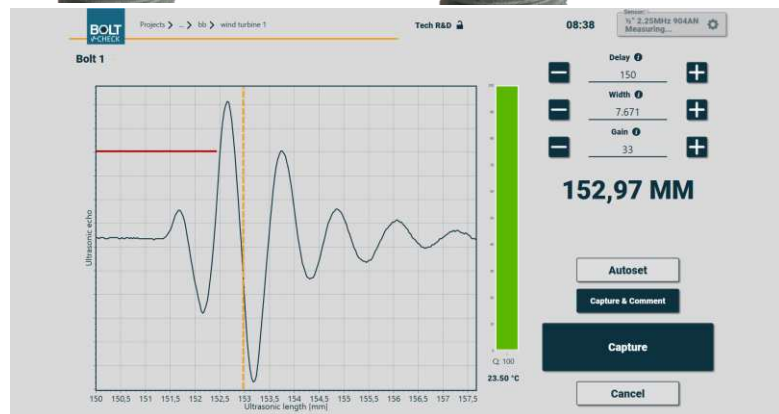 BOLT
CHECK
Projects > ... > bb > wind turbine 1
Tech R&D
08:38
Sensor:
½" 2.25MHz 904AN
Measuring...
Bolt 1
Delay
150
Width
7.671
Gain
33
152,97 MM
Ultrasonic echo
100
Autoset
Capture & Comment
Capture
Cancel
Q: 100
23.50 °C
150 150,5 151 151,5 152 152,5 153 153,5 154 154,5 155 155,5 156 156,5 157 157,5
Ultrasonic length [mm]